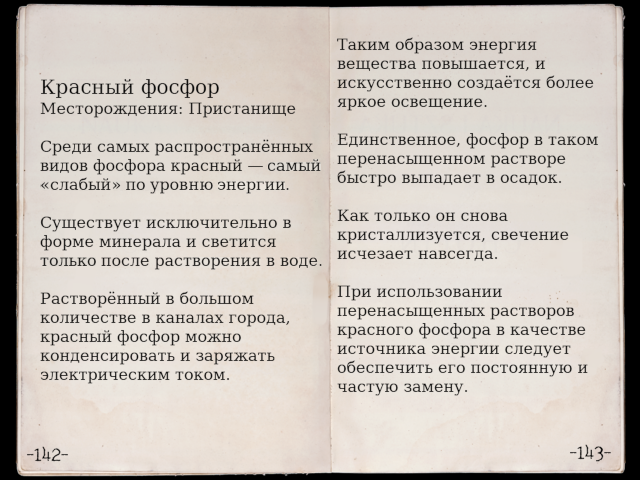 Красный фосфор
Месторождения: Пристанище
Среди самых распространённых
видов фосфора красный — самый
«слабый» по уровню энергии.
Существует исключительно в
форме минерала и светится
только после растворения в воде.
Растворённый в большом
количестве в каналах города,
красный фосфор можно
конденсировать и заряжать
электрическим током.
-142-
Таким образом энергия
вещества повышается, и
искусственно создаётся более
яркое освещение.
Единственное, фосфор в таком
перенасыщенном растворе
быстро выпадает в осадок.
Как только он снова
кристаллизуется, свечение
исчезает навсегда.
При использовании
перенасыщенных растворов
красного фосфора в качестве
источника энергии следует
обеспечить его постоянную и
частую замену.
-143-